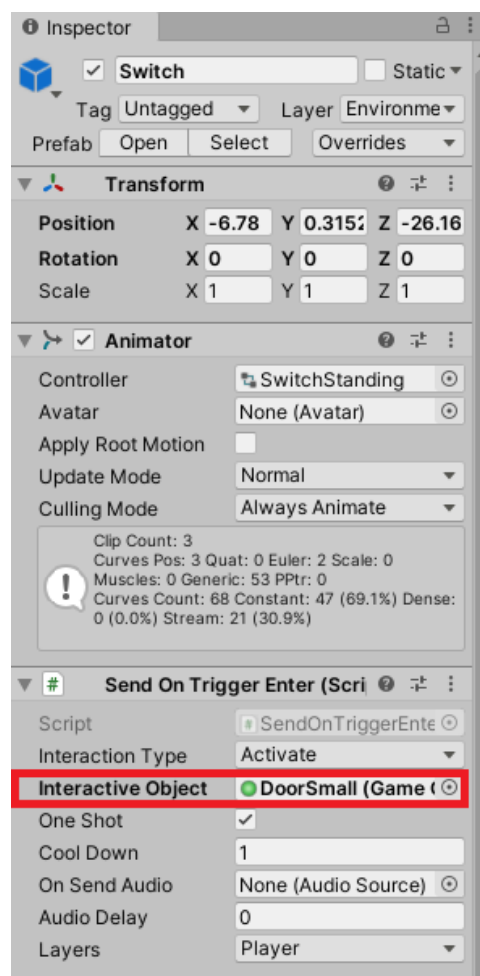 Inspector
Switch Static
Tag Untagged Layer Environme
Prefab Open Select Overrides
Transform
Position X -6.78 Y 0.3152 Z -26.16
Rotation X 0 Y 0 Z 0
Scale X 1 Y 1 Z 1
Animator
Controller SwitchStanding
Avatar None (Avatar)
Apply Root Motion
Update Mode Normal
Culling Mode Always Animate
Clip Count: 3
Curves Pos: 3 Quat: 0 Euler: 2 Scale: 0
Muscles: 0 Generic: 53 PPtr: 0
Curves Count: 68 Constant: 47 (69.1%) Dense:
0 (0.0%) Stream: 21 (30.9%)
# Send On Trigger Enter (Scri
Script # SendOnTriggerEnte
Interaction Type Activate
Interactive Object DoorSmall (Game
One Shot
Cool Down 1
On Send Audio None (Audio Source)
Audio Delay 0
Layers Player